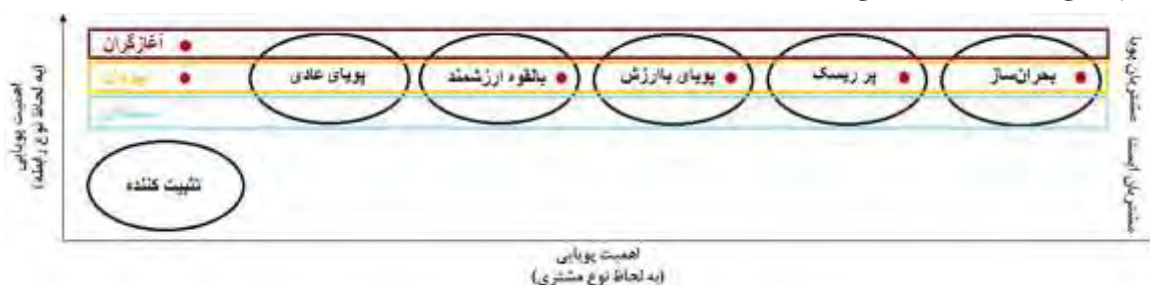 آغازگران
پویای عادی
بالقوه ارزشمند
پویای باارزش
پر ریسک
بحران‌ساز
مشتریان پویا
مشتریان ایستا
تثبیت کننده
اهمیت پویایی
(به لحاظ نوع رابطه)
اهمیت پویایی
(به لحاظ نوع مشتری)